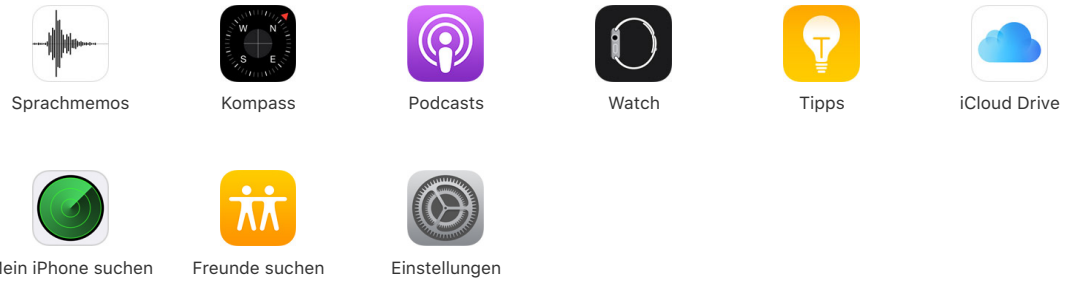 W N
S E
Sprachmemos Kompass Podcasts Watch Tipps iCloud Drive
iPhone suchen Freunde suchen Einstellungen